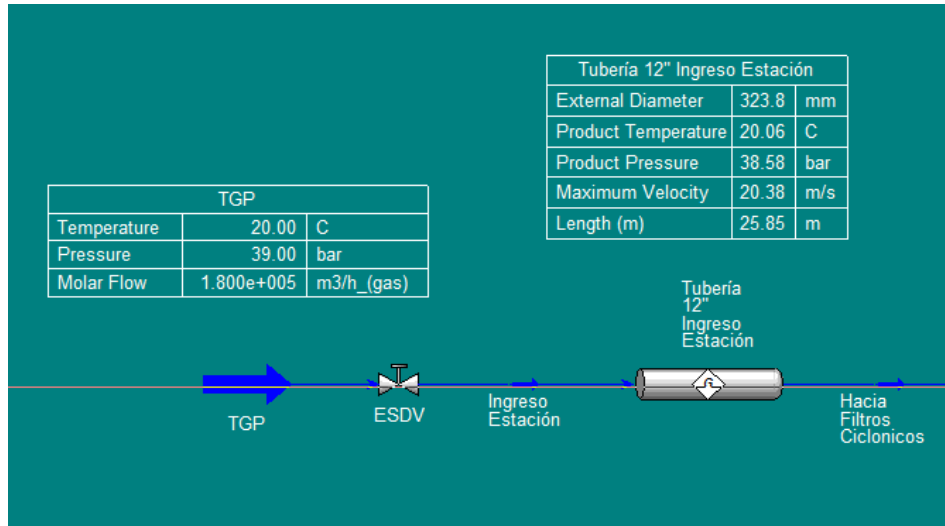 Tubería 12" Ingreso Estación
External Diameter 323.8 mm
Product Temperature 20.06 C
Product Pressure 38.58 bar
Maximum Velocity 20.38 m/s
Length (m) 25.85 m
TGP
Temperature 20.00 C
Pressure 39.00 bar
Molar Flow 1.800e+005 m3/h_(gas)
Tubería
12"
Ingreso
Estación
G
TGP
ESDV
Ingreso
Estación
Hacia
Filtros
Ciclonicos